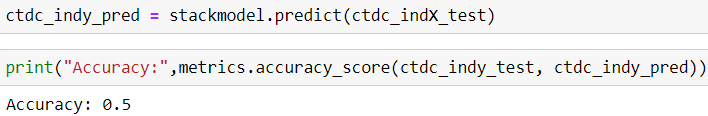 ctdc_indy_pred = stackmodel.predict(ctdc_indX_test)
print("Accuracy:",metrics.accuracy_score(ctdc_indy_test, ctdc_indy_pred))
Accuracy: 0.5